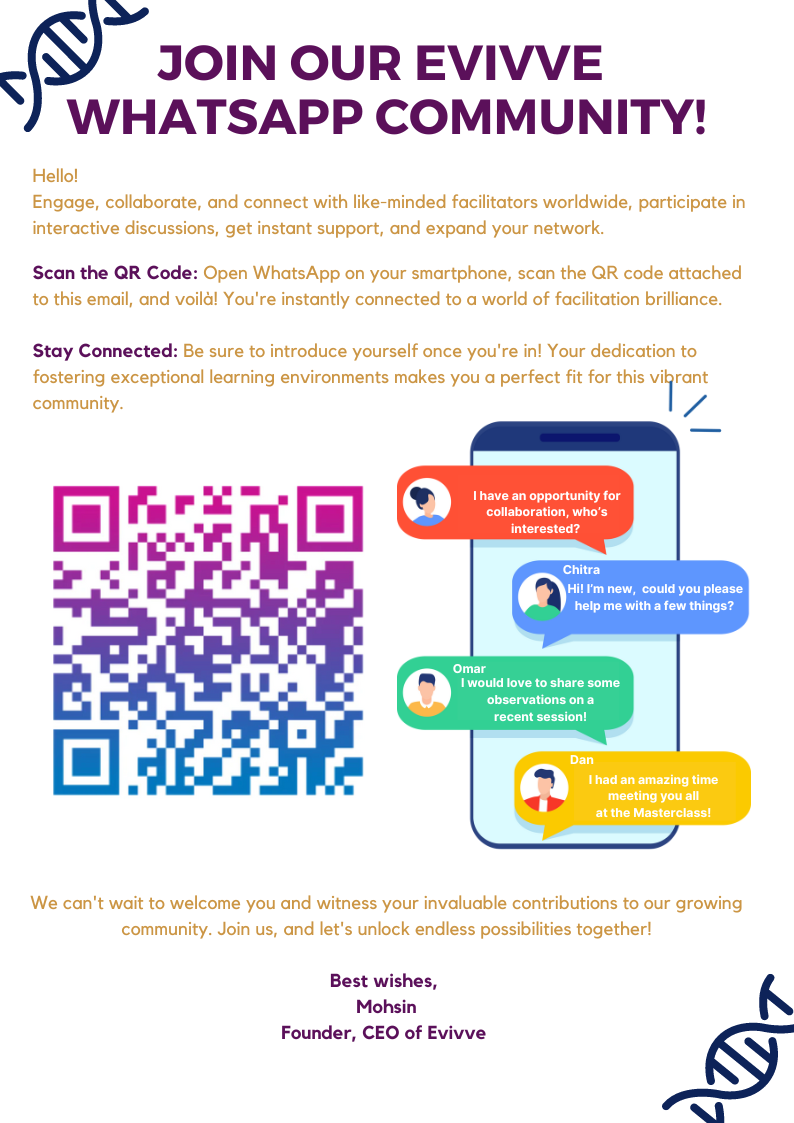 JOIN OUR EVIVVE
WHATSAPP COMMUNITY!
Hello!
Engage, collaborate, and connect with like-minded facilitators worldwide, participate in
interactive discussions, get instant support, and expand your network.
Scan the QR Code: Open WhatsApp on your smartphone, scan the QR code attached
to this email, and voilà! You're instantly connected to a world of facilitation brilliance.
Stay Connected: Be sure to introduce yourself once you're in! Your dedication to
fostering exceptional learning environments makes you a perfect fit for this vibrant
community.
I have an opportunity for
collaboration, who's
interested?
Chitra
Hi! I'm new, could you please
help me with a few things?
Omar
I would love to share some
observations on a
recent session!
Dan
I had an amazing time
meeting you all
at the Masterclass!
We can't wait to welcome you and witness your invaluable contributions to our growing
community. Join us, and let's unlock endless possibilities together!
Best wishes,
Mohsin
Founder, CEO of Evivve